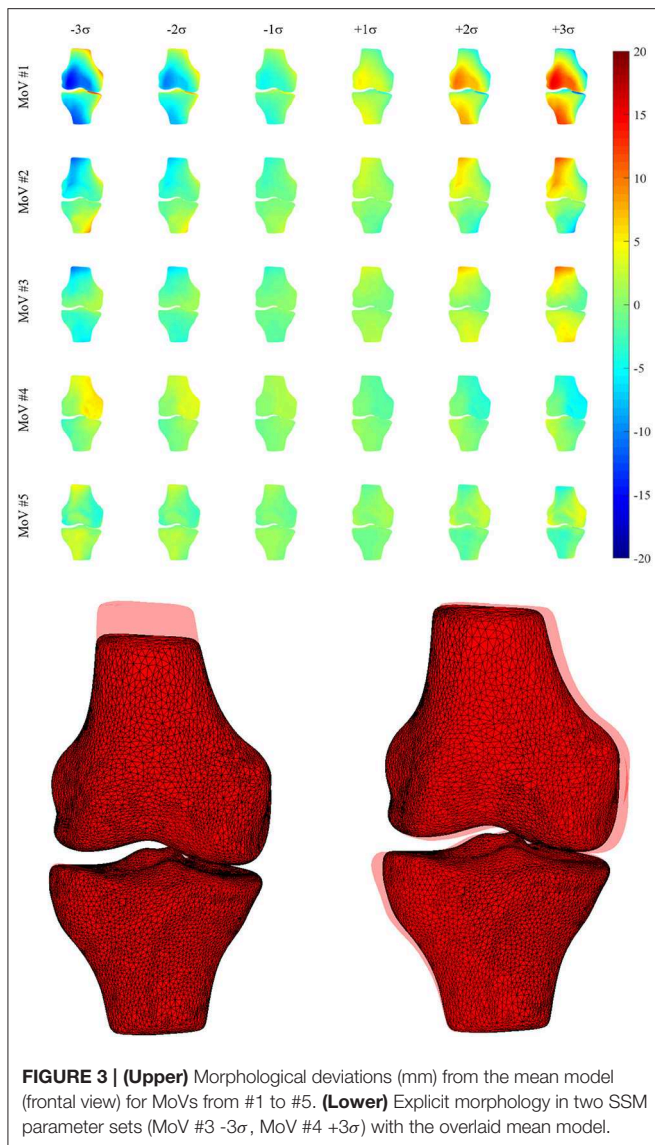 -3σ -2σ -1σ +1σ +2σ +3σ
MoV #1
MoV #2
MoV #3
MoV #4
MoV #5
20
15
10
5
0
-5
-10
-15
-20
FIGURE 3 | (Upper) Morphological deviations (mm) from the mean model
(frontal view) for MoVs from #1 to #5. (Lower) Explicit morphology in two SSM
parameter sets (MoV #3 -3σ, MoV #4 +3σ) with the overlaid mean model.